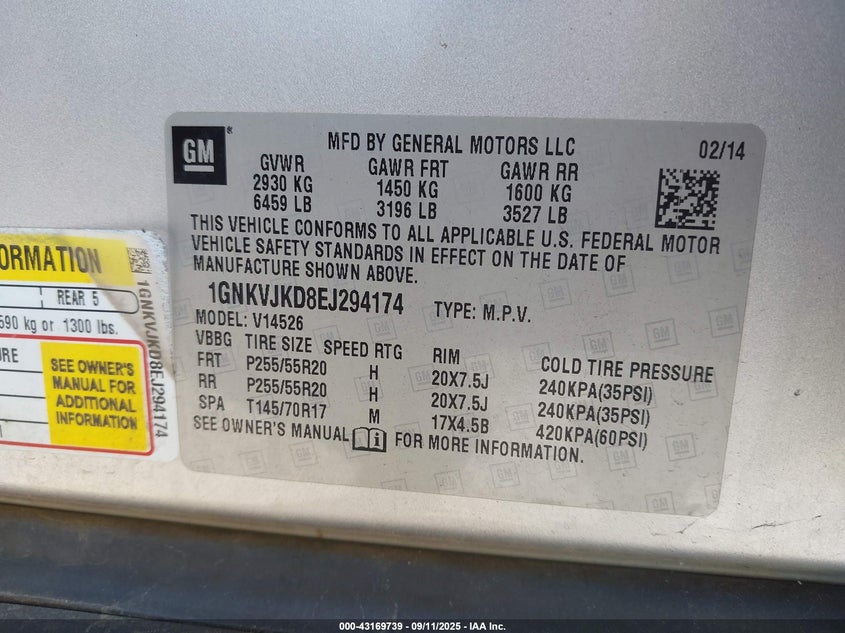 GM
MFD BY GENERAL MOTORS LLC
02/14
GVWR GAWR FRT GAWR RR
2930 KG 1450 KG 1600 KG
6459 LB 3196 LB 3527 LB
THIS VEHICLE CONFORMS TO ALL APPLICABLE U.S. FEDERAL MOTOR
VEHICLE SAFETY STANDARDS IN EFFECT ON THE DATE OF
MANUFACTURE SHOWN ABOVE.
1GNKVJKD8EJ294174 TYPE: M.P.V.
MODEL: V14526
VBBG TIRE SIZE SPEED RTG RIM COLD TIRE PRESSURE
FRT P255/55R20 H 20X7.5J 240KPA(35PSI)
RR P255/55R20 H 20X7.5J 240KPA(35PSI)
SPA T145/70R17 M 17X4.5B 420KPA(60PSI)
SEE OWNER'S MANUAL FOR MORE INFORMATION.
ORMATION
REAR 5
590 kg or 1300 lbs.
URE
SEE OWNER'S
MANUAL FOR
ADDITIONAL
INFORMATION
1GNKVJKD8EJ294174
000-43169739 - 09/11/2025 - IAA Inc.